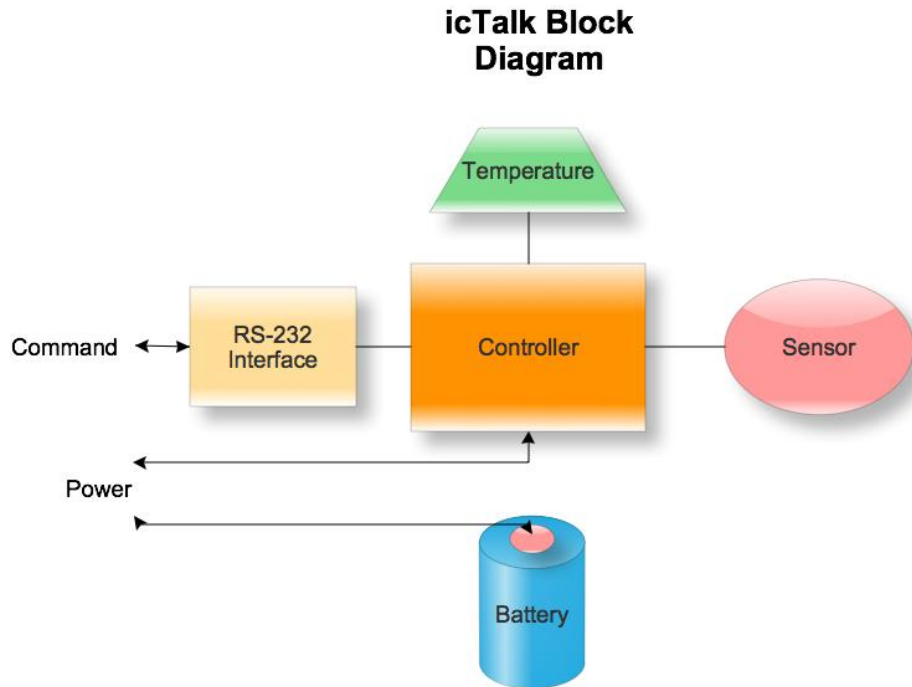 icTalk Block
Diagram
Temperature
Command
RS-232
Interface
Controller
Sensor
Power
Battery